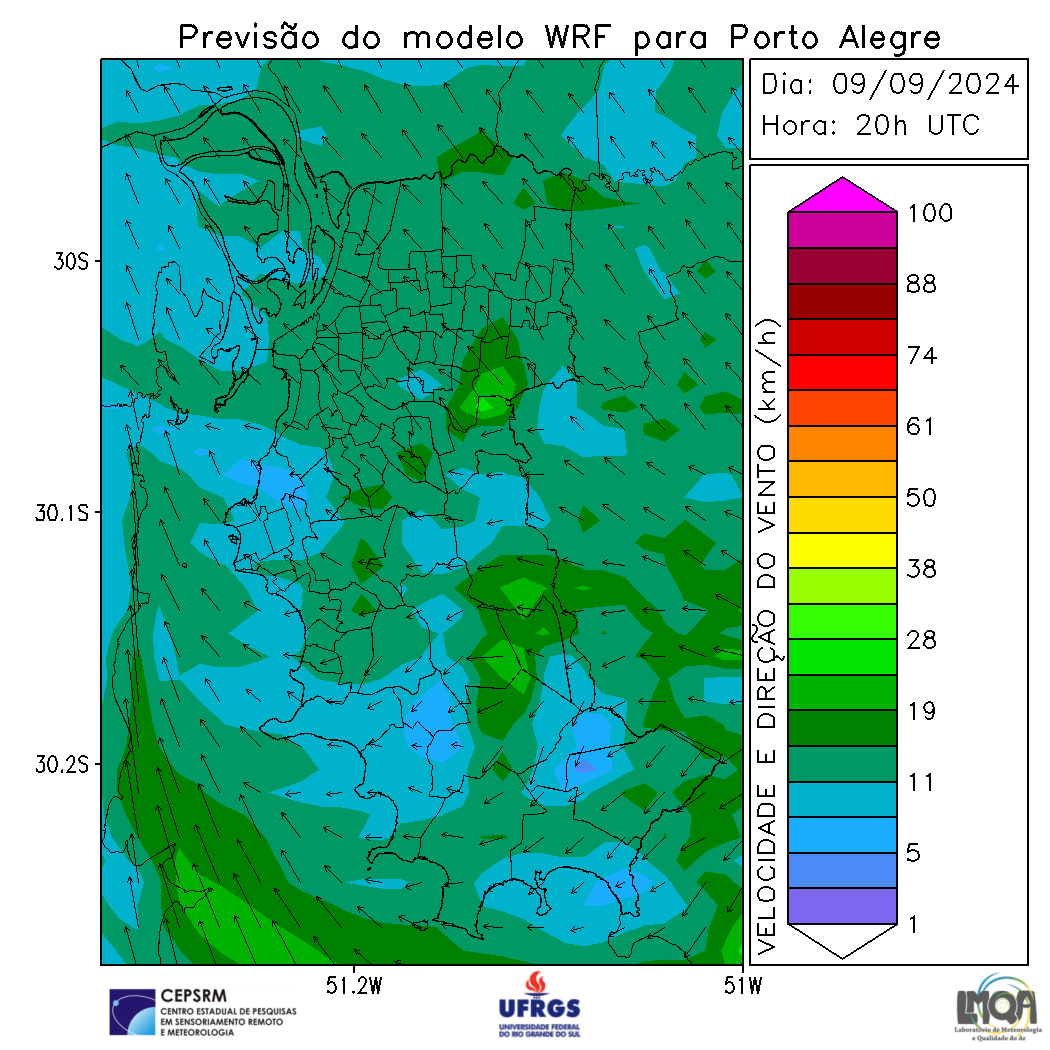 Previsão do modelo WRF para Porto Alegre
Dia: 09/09/2024
Hora: 20h UTC
30S
30.1S
30.2S
51.2W
51W
VELOCIDADE E DIREÇÃO DO VENTO (km/h)
100
88
74
61
50
38
28
19
11
5
1
CEPSRM
CENTRO ESTADUAL DE PESQUISAS
EM SENSORIAMENTO REMOTO
E METEOROLOGIA
UFRGS
UNIVERSIDADE FEDERAL
DO RIO GRANDE DO SUL
LMQA
Laboratório de Meteorologia
e Qualidade do Ar